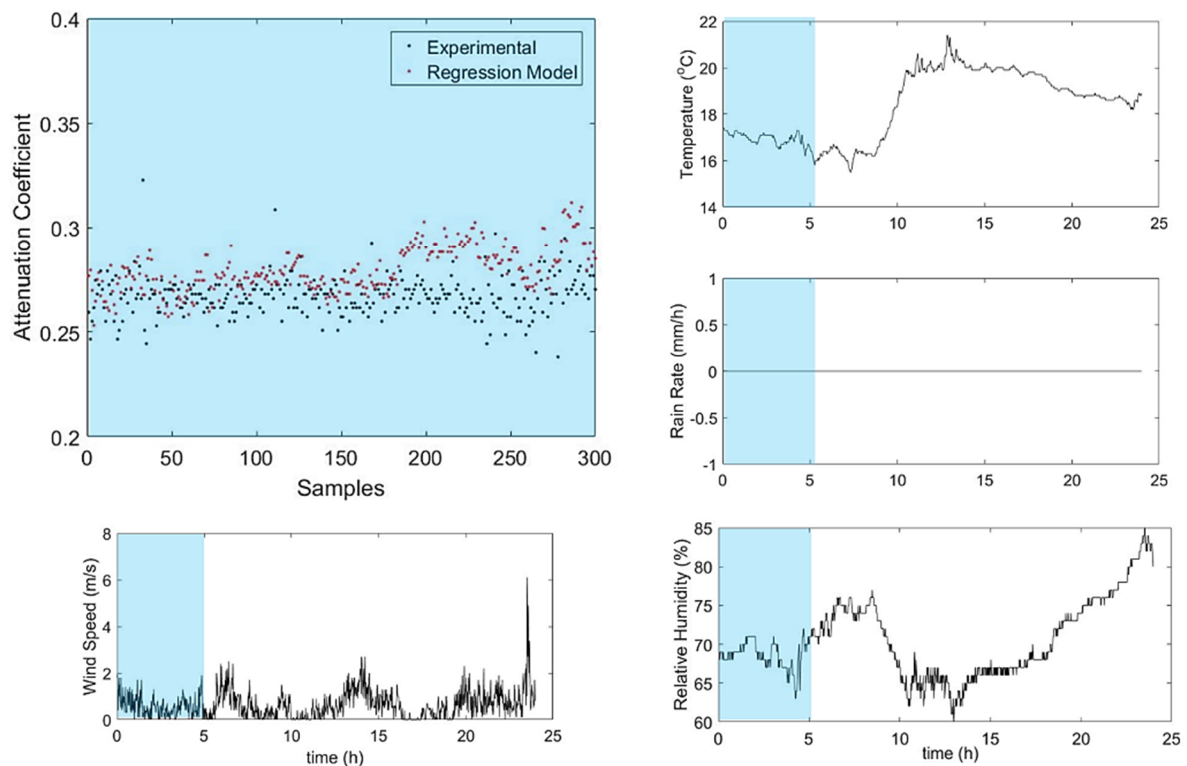 0.4
0.35
0.3
0.25
0.2
Attenuation Coefficient
Experimental
Regression Model
0 50 100 150 200 250 300
Samples
22
20
18
16
14
Temperature (°C)
0 5 10 15 20 25
1
0.5
0
-0.5
-1
Rain Rate (mm/h)
0 5 10 15 20 25
8
6
4
2
0
Wind Speed (m/s)
0 5 10 15 20 25
time (h)
85
80
75
70
65
60
Relative Humidity (%)
0 5 10 15 20 25
time (h)